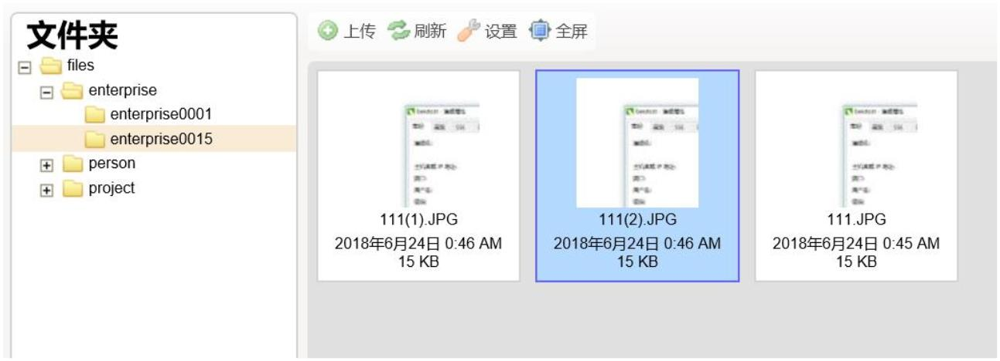 文件夹
files
enterprise
enterprise0001
enterprise0015
person
project
上传 刷新 设置 全屏
111(1).JPG
2018年6月24日 0:46 AM
15 KB
111(2).JPG
2018年6月24日 0:46 AM
15 KB
111.JPG
2018年6月24日 0:45 AM
15 KB